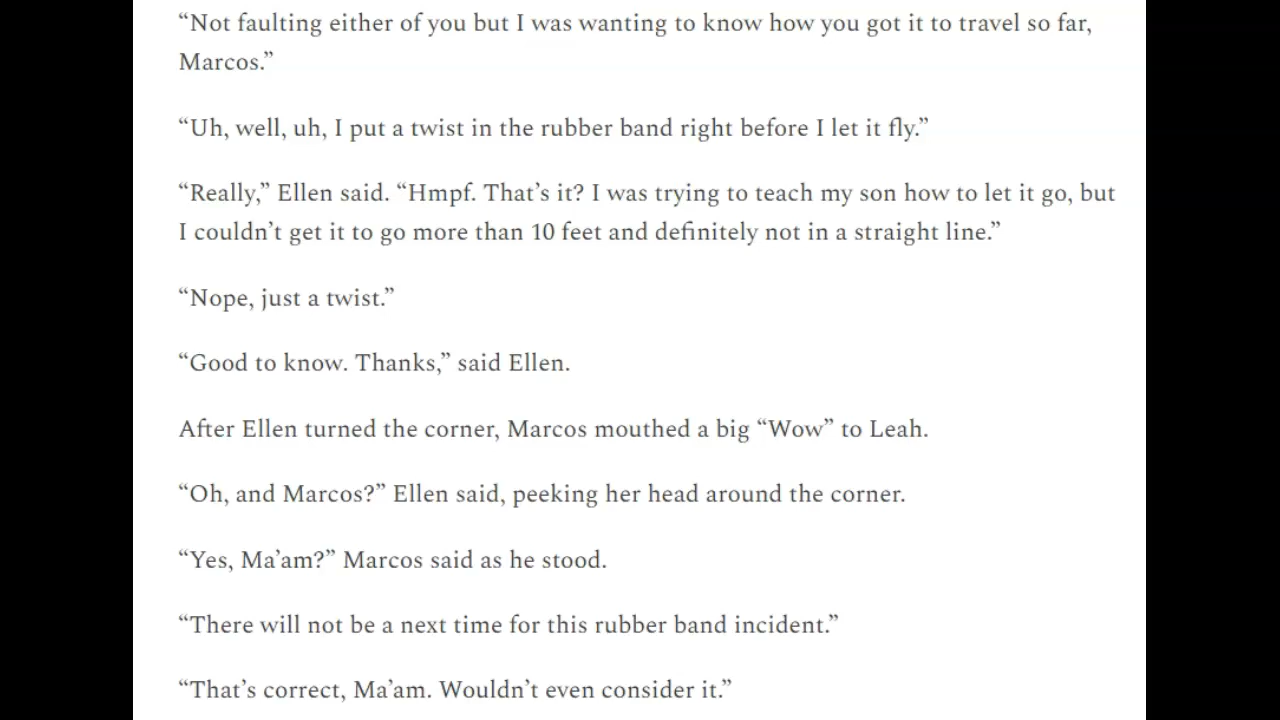 “Not faulting either of you but I was wanting to know how you got it to travel so far,
Marcos.”
“Uh, well, uh, I put a twist in the rubber band right before I let it fly.”
“Really,” Ellen said. “Hmpf. That’s it? I was trying to teach my son how to let it go, but
I couldn’t get it to go more than 10 feet and definitely not in a straight line.”
“Nope, just a twist.”
“Good to know. Thanks,” said Ellen.
After Ellen turned the corner, Marcos mouthed a big “Wow” to Leah.
“Oh, and Marcos?” Ellen said, peeking her head around the corner.
“Yes, Ma’am?” Marcos said as he stood.
“There will not be a next time for this rubber band incident.”
“That’s correct, Ma’am. Wouldn’t even consider it.”